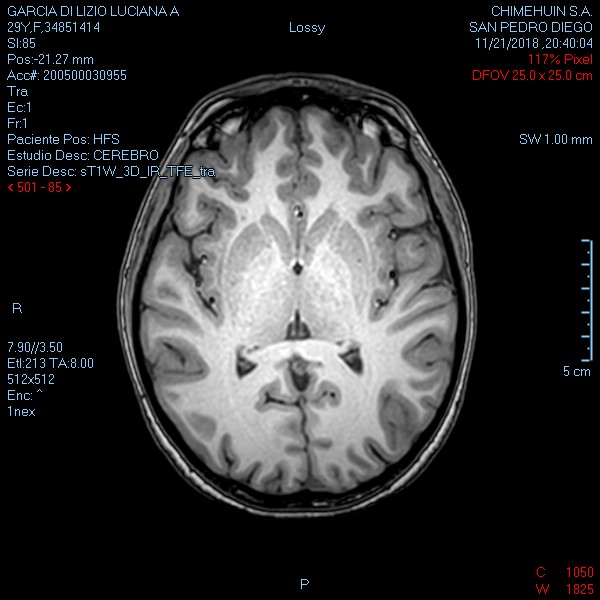 GARCIA DI LIZIO LUCIANA A
29Y,F,34851414
Sl:85
Pos:-21.27 mm
Acc#: 200500030955
Tra
Ec:1
Fr:1
Paciente Pos: HFS
Estudio Desc: CEREBRO
Serie Desc: sT1W_3D_IR_TFE_tra
< 501 - 85 >
Lossy
CHIMEHUIN S.A.
SAN PEDRO DIEGO
11/21/2018 ,20:40:04
117% Pixel
DFOV 25.0 x 25.0 cm
SW 1.00 mm
R
7.90//3.50
Etl:213 TA:8.00
512x512
Enc: ^
1nex
5 cm
P
C 1050
W 1825